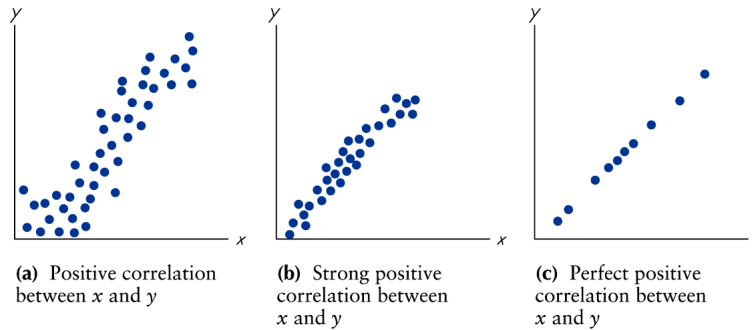 y
x
(a) Positive correlation
between x and y
y
x
(b) Strong positive
correlation between
x and y
y
x
(c) Perfect positive
correlation between
x and y